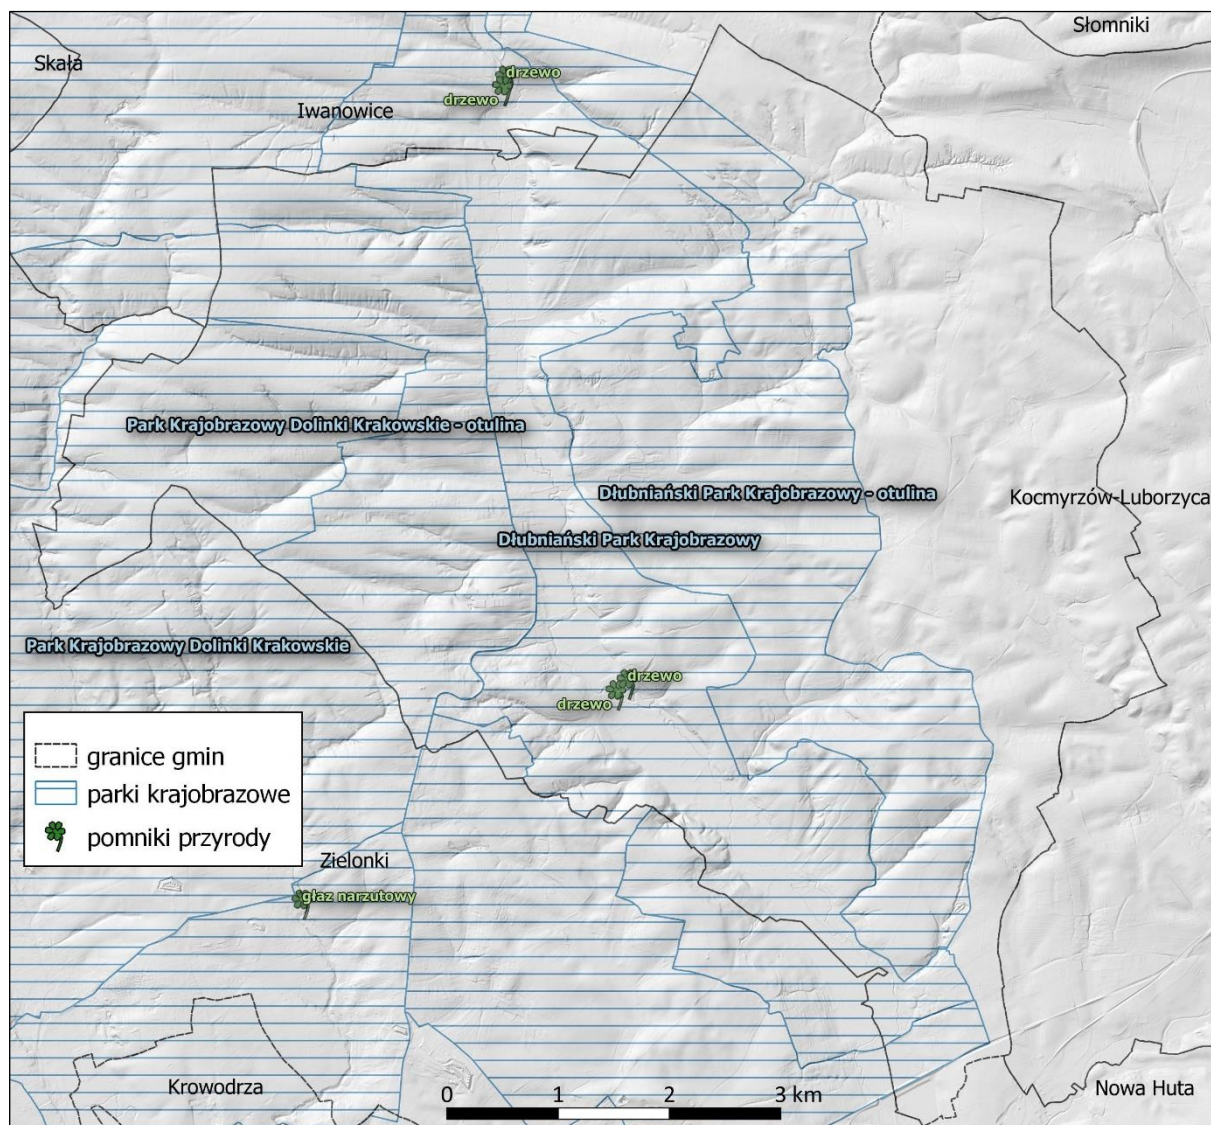 Słomniki
Skała
drzewo
drzewo
Iwanowice
Park Krajobrazowy Dolinki Krakowskie - otulina
Dłubniański Park Krajobrazowy - otulina
Kocmyrzów-Luborzyca
Dłubniański Park Krajobrazowy
Park Krajobrazowy Dolinki Krakowskie
drzewo
drzewo
granice gmin
parki krajobrazowe
pomniki przyrody
Zielonki
głaz narzutowy
Krowodrza
0 1 2 3 km
Nowa Huta